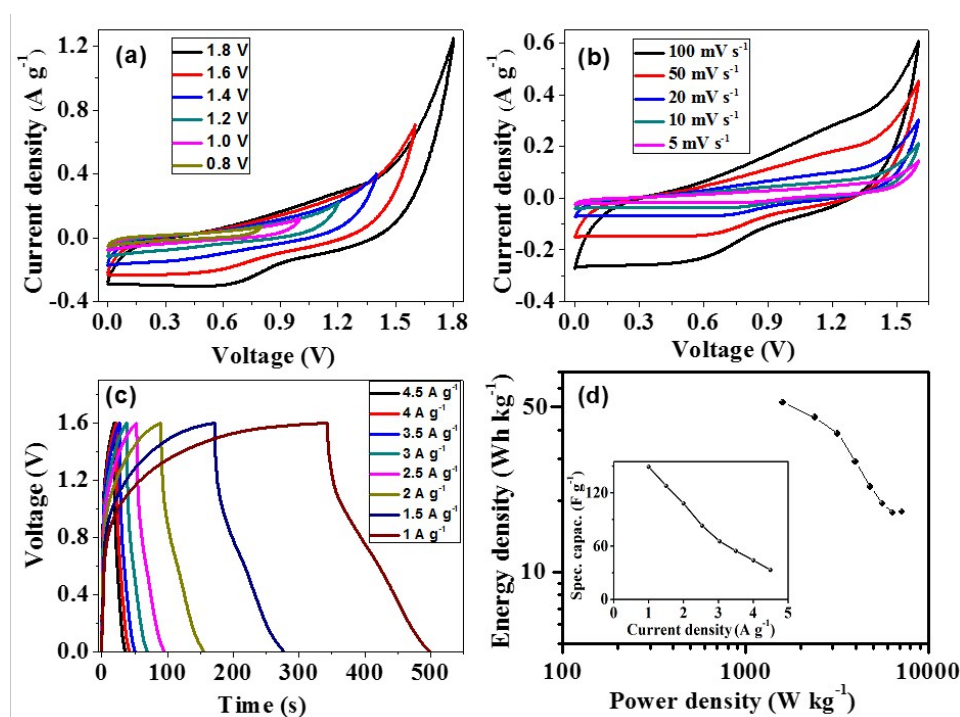 (a)
1.8 V
1.6 V
1.4 V
1.2 V
1.0 V
0.8 V
Current density (A g⁻¹)
1.2
0.8
0.4
0.0
-0.4
0.0 0.3 0.6 0.9 1.2 1.5 1.8
Voltage (V)
(b)
100 mV s⁻¹
50 mV s⁻¹
20 mV s⁻¹
10 mV s⁻¹
5 mV s⁻¹
Current density (A g⁻¹)
0.6
0.4
0.2
0.0
-0.2
-0.4
0.0 0.3 0.6 0.9 1.2 1.5
Voltage (V)
(c)
4.5 A g⁻¹
4 A g⁻¹
3.5 A g⁻¹
3 A g⁻¹
2.5 A g⁻¹
2 A g⁻¹
1.5 A g⁻¹
1 A g⁻¹
Voltage (V)
1.6
1.2
0.8
0.4
0.0
0 100 200 300 400 500
Time (s)
(d)
Energy density (Wh kg⁻¹)
50
10
100 1000 10000
Power density (W kg⁻¹)
Spec. capac. (F g⁻¹)
120
60
0
0 1 2 3 4 5
Current density (A g⁻¹)